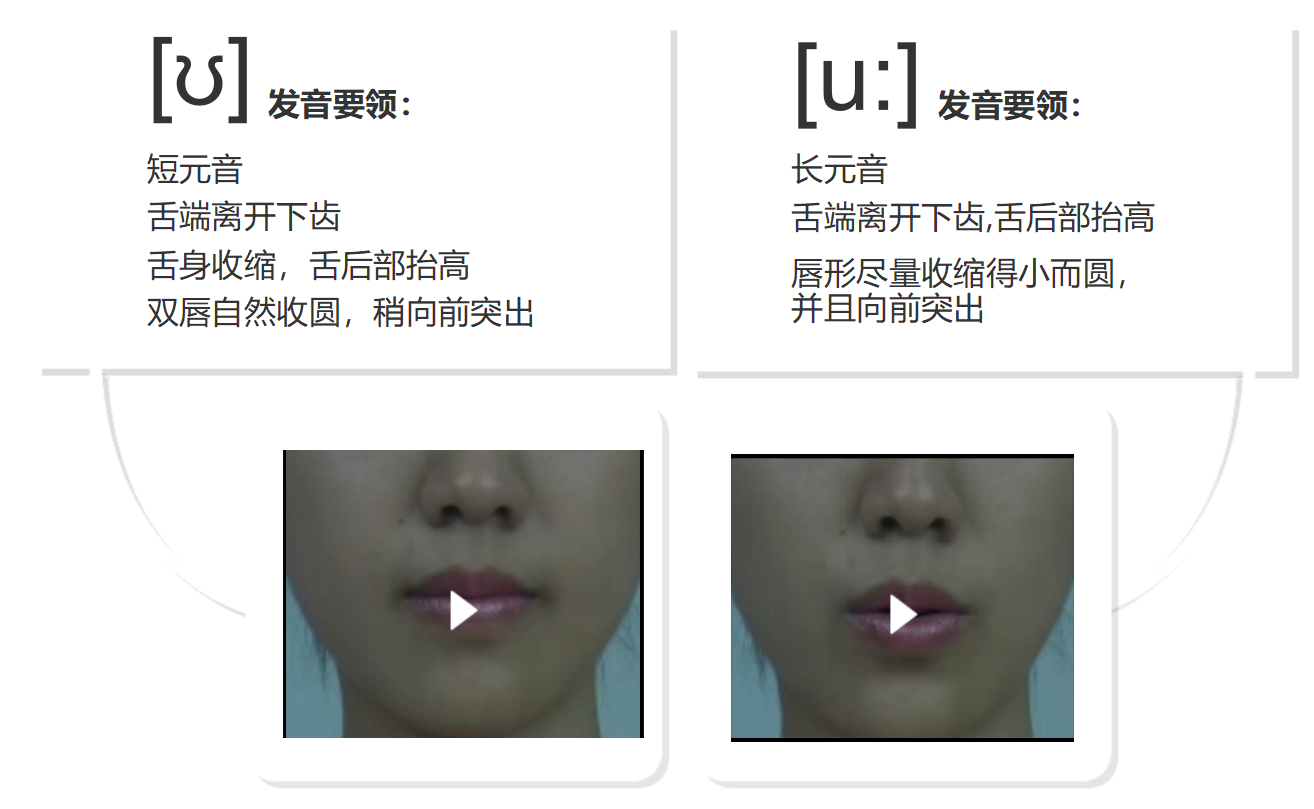 [ʊ] 发音要领：
短元音
舌端离开下齿
舌身收缩，舌后部抬高
双唇自然收圆，稍向前突出
[u:] 发音要领：
长元音
舌端离开下齿,舌后部抬高
唇形尽量收缩得小而圆，
并且向前突出